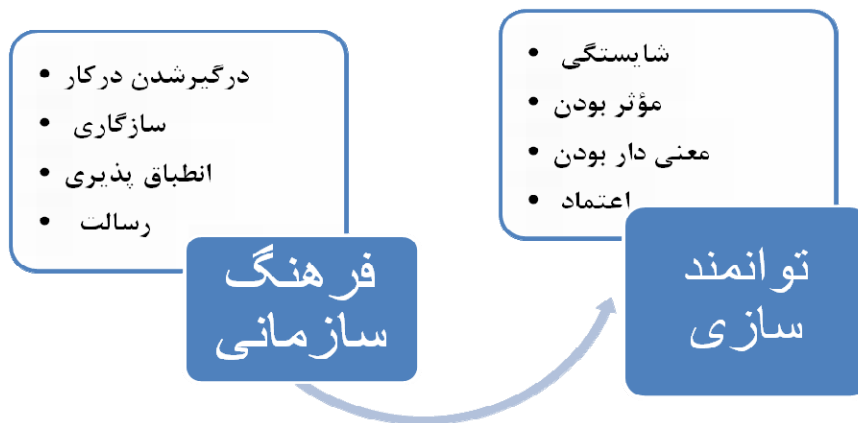 شایستگی
مؤثر بودن
معنی دار بودن
اعتماد
توانمند
سازی
درگیرشدن درکار
سازگاری
انطباق پذیری
رسالت
فرهنگ
سازمانی